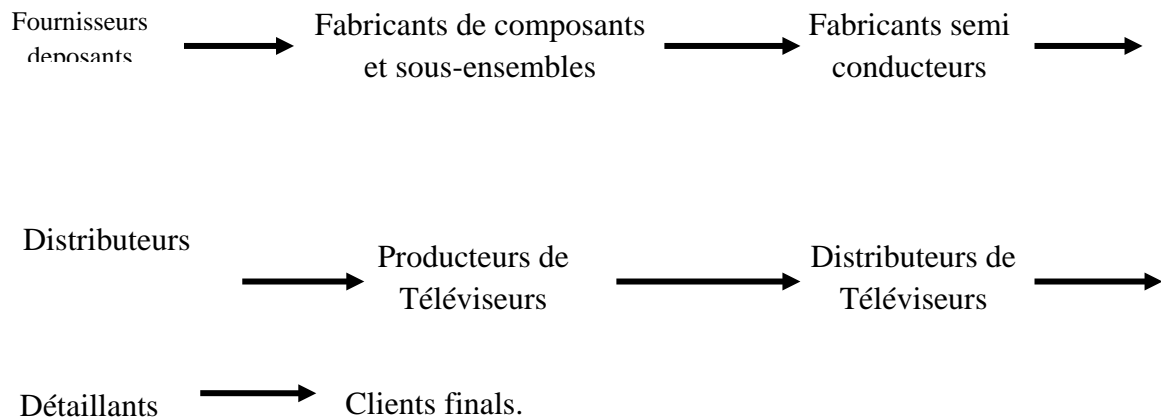 Fournisseurs
deposants
Fabricants de composants
et sous-ensembles
Fabricants semi
conducteurs
Distributeurs
Producteurs de
Téléviseurs
Distributeurs de
Téléviseurs
Détaillants
Clients finals.